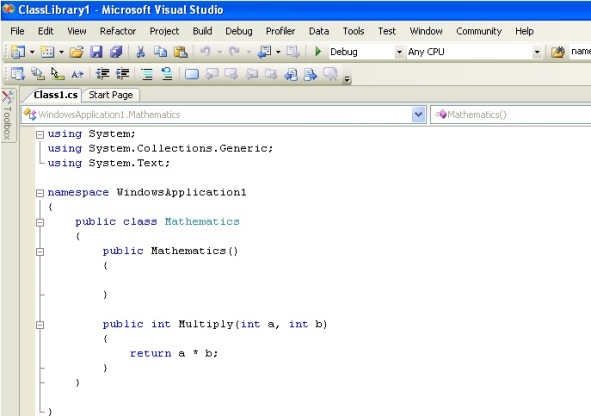 ClassLibrary1 - Microsoft Visual Studio
File Edit View Refactor Project Build Debug Profiler Data Tools Test Window Community Help
Debug Any CPU name
Class1.cs Start Page
Toolbox
WindowsApplication1.Mathematics Mathematics()
using System;
using System.Collections.Generic;
using System.Text;
namespace WindowsApplication1
{
public class Mathematics
{
public Mathematics()
{
}
public int Multiply(int a, int b)
{
return a * b;
}
}
}